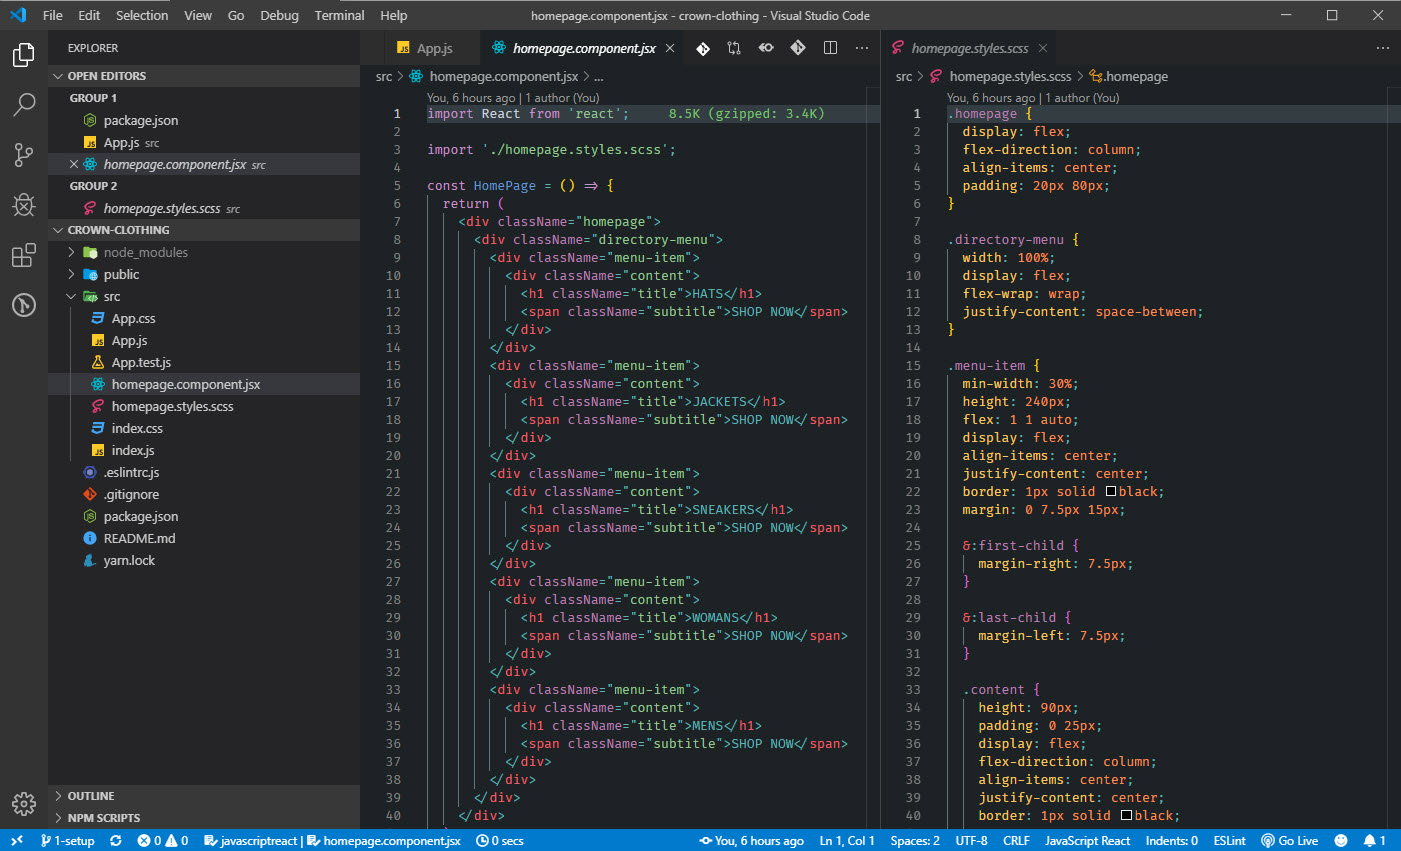 File Edit Selection View Go Debug Terminal Help
homepage.component.jsx - crown-clothing - Visual Studio Code
EXPLORER
OPEN EDITORS
GROUP 1
package.json
App.js src
homepage.component.jsx src
GROUP 2
homepage.styles.scss src
CROWN-CLOTHING
node_modules
public
src
App.css
App.js
App.test.js
homepage.component.jsx
homepage.styles.scss
index.css
index.js
.eslintrc.js
.gitignore
package.json
README.md
yarn.lock
OUTLINE
NPM SCRIPTS
App.js homepage.component.jsx
src > homepage.component.jsx > ...
You, 6 hours ago | 1 author (You)
1 import React from 'react'; 8.5K (gzipped: 3.4K)
2
3 import './homepage.styles.scss';
4
5 const HomePage = () => {
6 return (
7 <div className="homepage">
8 <div className="directory-menu">
9 <div className="menu-item">
10 <div className="content">
11 <h1 className="title">HATS</h1>
12 <span className="subtitle">SHOP NOW</span>
13 </div>
14 </div>
15 <div className="menu-item">
16 <div className="content">
17 <h1 className="title">JACKETS</h1>
18 <span className="subtitle">SHOP NOW</span>
19 </div>
20 </div>
21 <div className="menu-item">
22 <div className="content">
23 <h1 className="title">SNEAKERS</h1>
24 <span className="subtitle">SHOP NOW</span>
25 </div>
26 </div>
27 <div className="menu-item">
28 <div className="content">
29 <h1 className="title">WOMANS</h1>
30 <span className="subtitle">SHOP NOW</span>
31 </div>
32 </div>
33 <div className="menu-item">
34 <div className="content">
35 <h1 className="title">MENS</h1>
36 <span className="subtitle">SHOP NOW</span>
37 </div>
38 </div>
39 </div>
40 </div>
homepage.styles.scss
src > homepage.styles.scss > .homepage
You, 6 hours ago | 1 author (You)
1 .homepage {
2 display: flex;
3 flex-direction: column;
4 align-items: center;
5 padding: 20px 80px;
6 }
7
8 .directory-menu {
9 width: 100%;
10 display: flex;
11 flex-wrap: wrap;
12 justify-content: space-between;
13 }
14
15 .menu-item {
16 min-width: 30%;
17 height: 240px;
18 flex: 1 1 auto;
19 display: flex;
20 align-items: center;
21 justify-content: center;
22 border: 1px solid black;
23 margin: 0 7.5px 15px;
24
25 &:first-child {
26 margin-right: 7.5px;
27 }
28
29 &:last-child {
30 margin-left: 7.5px;
31 }
32
33 .content {
34 height: 90px;
35 padding: 0 25px;
36 display: flex;
37 flex-direction: column;
38 align-items: center;
39 justify-content: center;
40 border: 1px solid black;
1-setup 0 0 javascriptreact | homepage.component.jsx 0 secs You, 6 hours ago Ln 1, Col 1 Spaces: 2 UTF-8 CRLF JavaScript React Indents: 0 ESLint Go Live 1